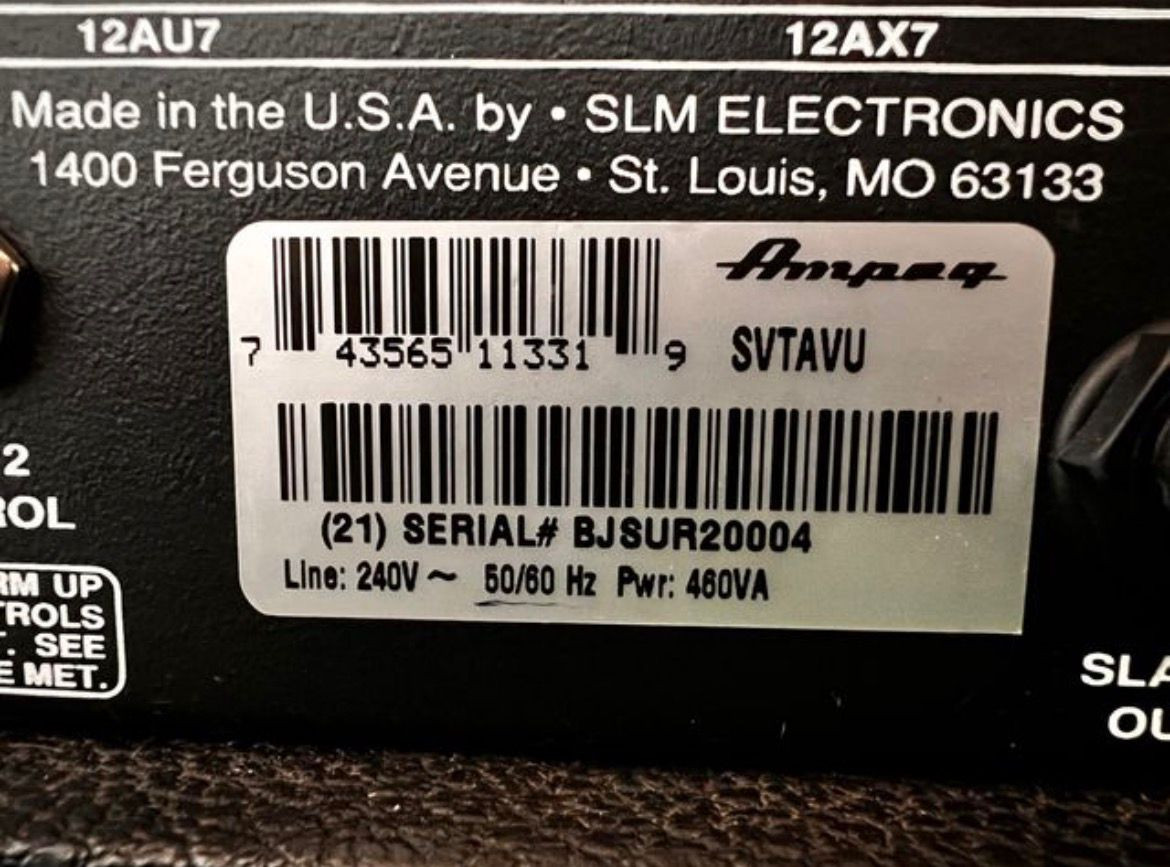 12AU7 12AX7
Made in the U.S.A. by • SLM ELECTRONICS
1400 Ferguson Avenue • St. Louis, MO 63133
Ampeg
7 43565 11331 9 SVTAVU
2
ROL
(21) SERIAL# BJSUR20004
Line: 240V ~ 50/60 Hz Pwr: 460VA
RM UP
TROLS
T. SEE
E MET.
SLA
OU